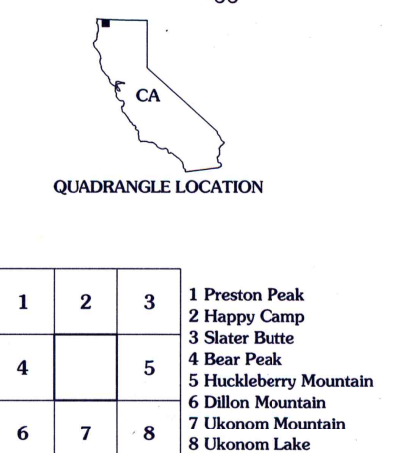 CA
QUADRANGLE LOCATION
1 2 3
4 5
6 7 8
1 Preston Peak
2 Happy Camp
3 Slater Butte
4 Bear Peak
5 Huckleberry Mountain
6 Dillon Mountain
7 Ukonom Mountain
8 Ukonom Lake